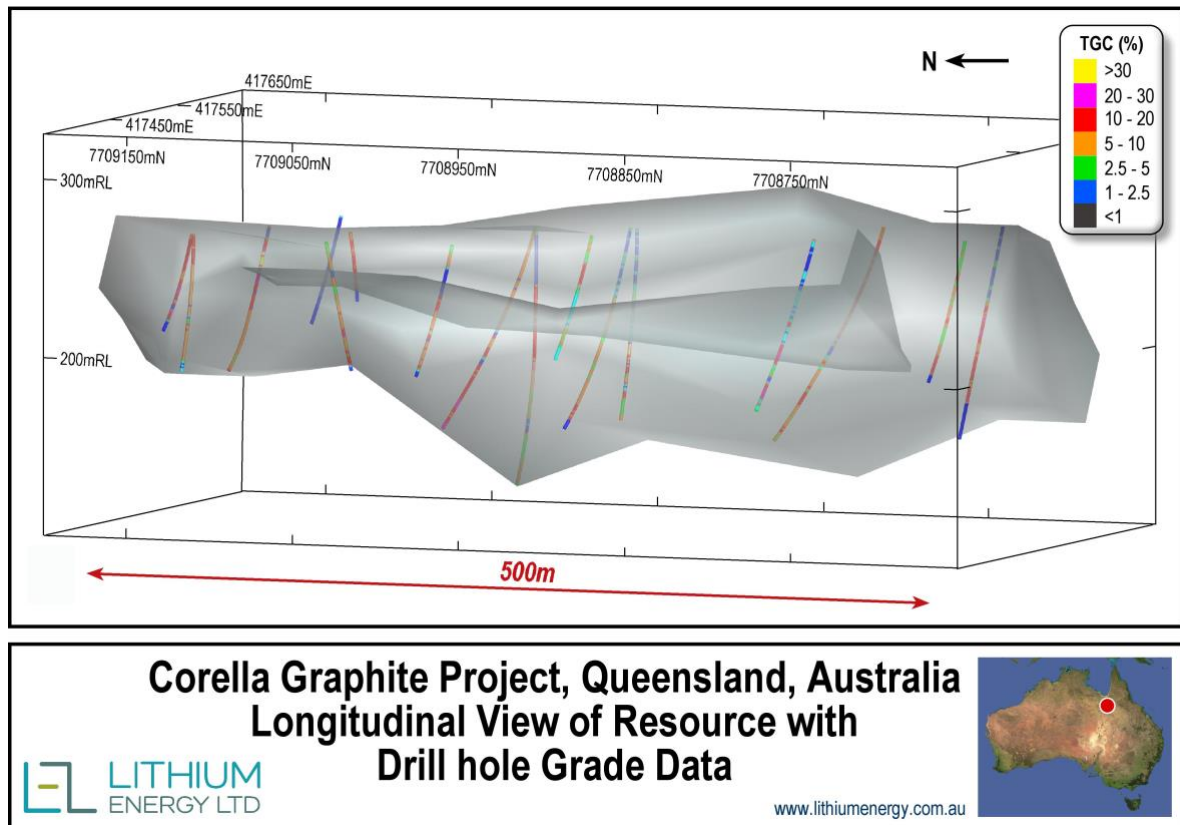 417650mE
417550mE
417450mE
7709150mN
7709050mN
7708950mN
7708850mN
7708750mN
300mRL
200mRL
N
TGC (%)
>30
20 - 30
10 - 20
5 - 10
2.5 - 5
1 - 2.5
<1
500m
Corella Graphite Project, Queensland, Australia
Longitudinal View of Resource with
Drill hole Grade Data
LITHIUM
ENERGY LTD
www.lithiumenergy.com.au